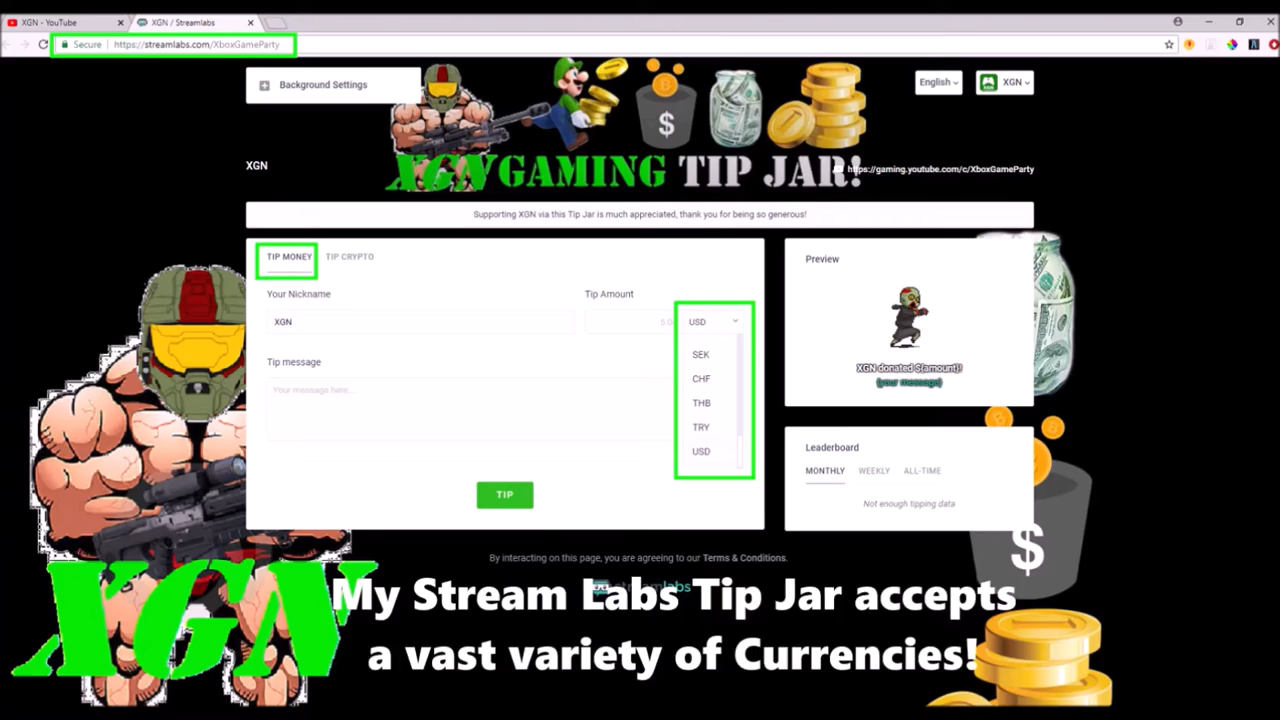 XGN - YouTube
XGN / Streamlabs
Secure
https://streamlabs.com/XboxGameParty
Background Settings
English
XGN
$
XGN GAMING TIP JAR!
XGN
https://gaming.youtube.com/c/XboxGameParty
Supporting XGN via this Tip Jar is much appreciated, thank you for being so generous!
TIP MONEY
TIP CRYPTO
Your Nickname
XGN
Tip Amount
USD
SEK
CHF
THB
TRY
USD
Tip message
Your message here...
TIP
Preview
XGN donated ${amount}!
{your message}
Leaderboard
MONTHLY
WEEKLY
ALL-TIME
Not enough tipping data
$
By interacting on this page, you are agreeing to our Terms & Conditions.
streamlabs
XGN
My Stream Labs Tip Jar accepts
a vast variety of Currencies!